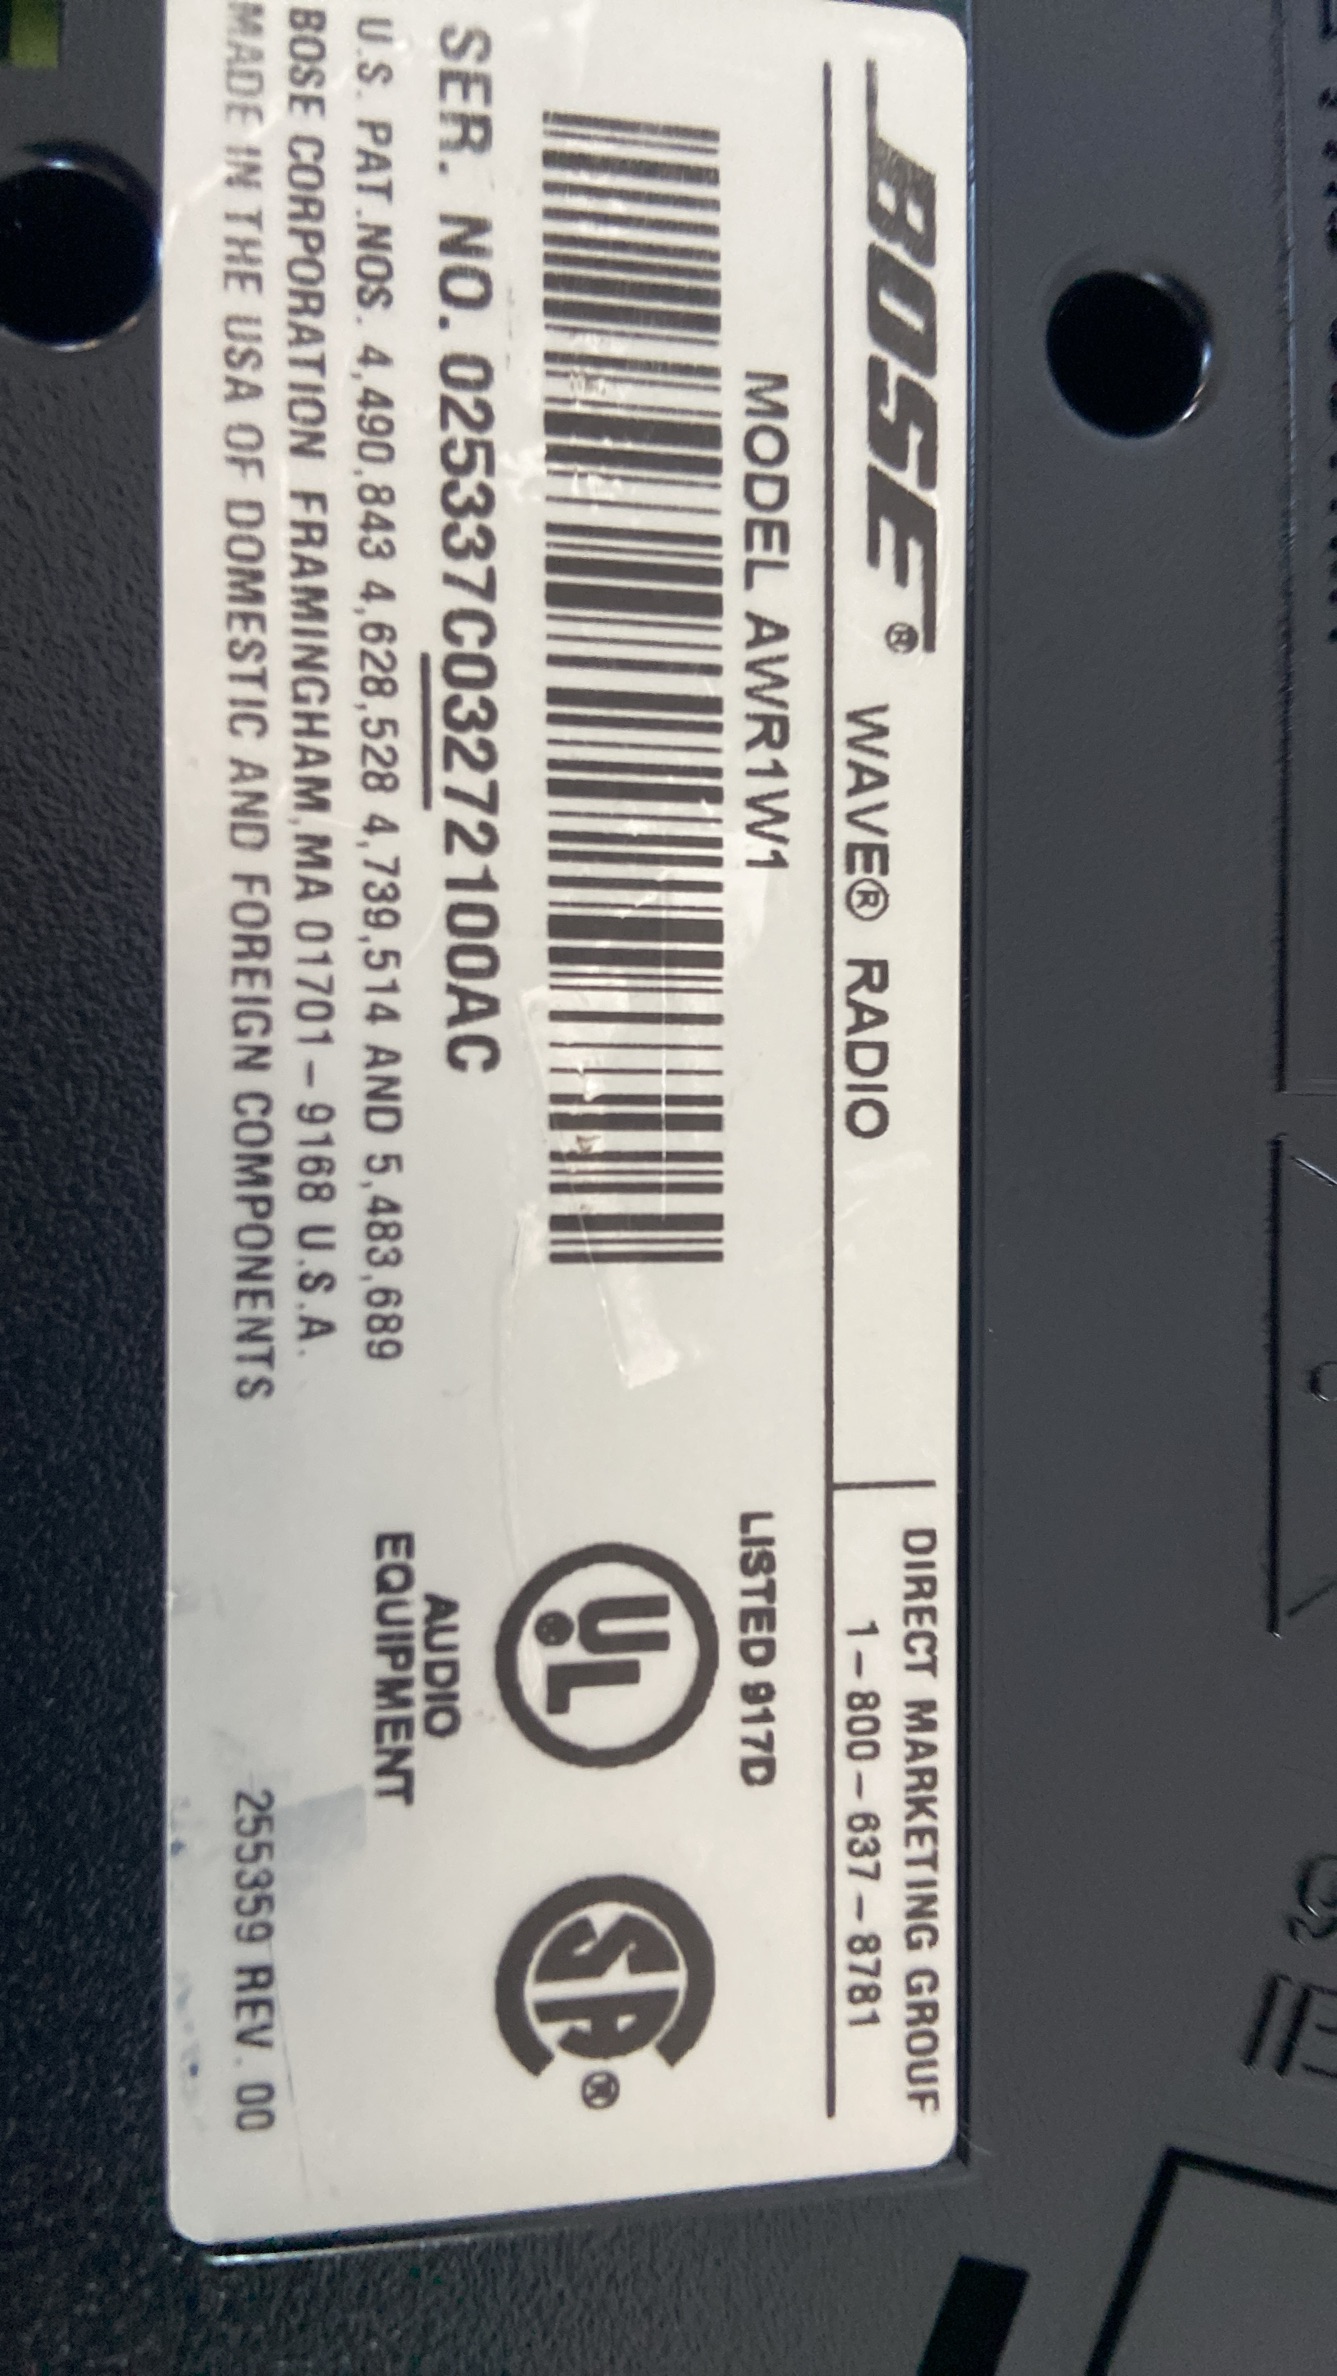 BOSE® WAVE® RADIO
DIRECT MARKETING GROUP
1-800-637-8781
MODEL AWR1W1
LISTED 917D
UL®
SA®
SER. NO. 025337C03272100AC
AUDIO
EQUIPMENT
U.S. PAT.NOS. 4,490,843 4,628,528 4,739,514 AND 5,483,689
BOSE CORPORATION FRAMINGHAM,MA 01701-9168 U.S.A.
MADE IN THE USA OF DOMESTIC AND FOREIGN COMPONENTS
255359 REV. 00